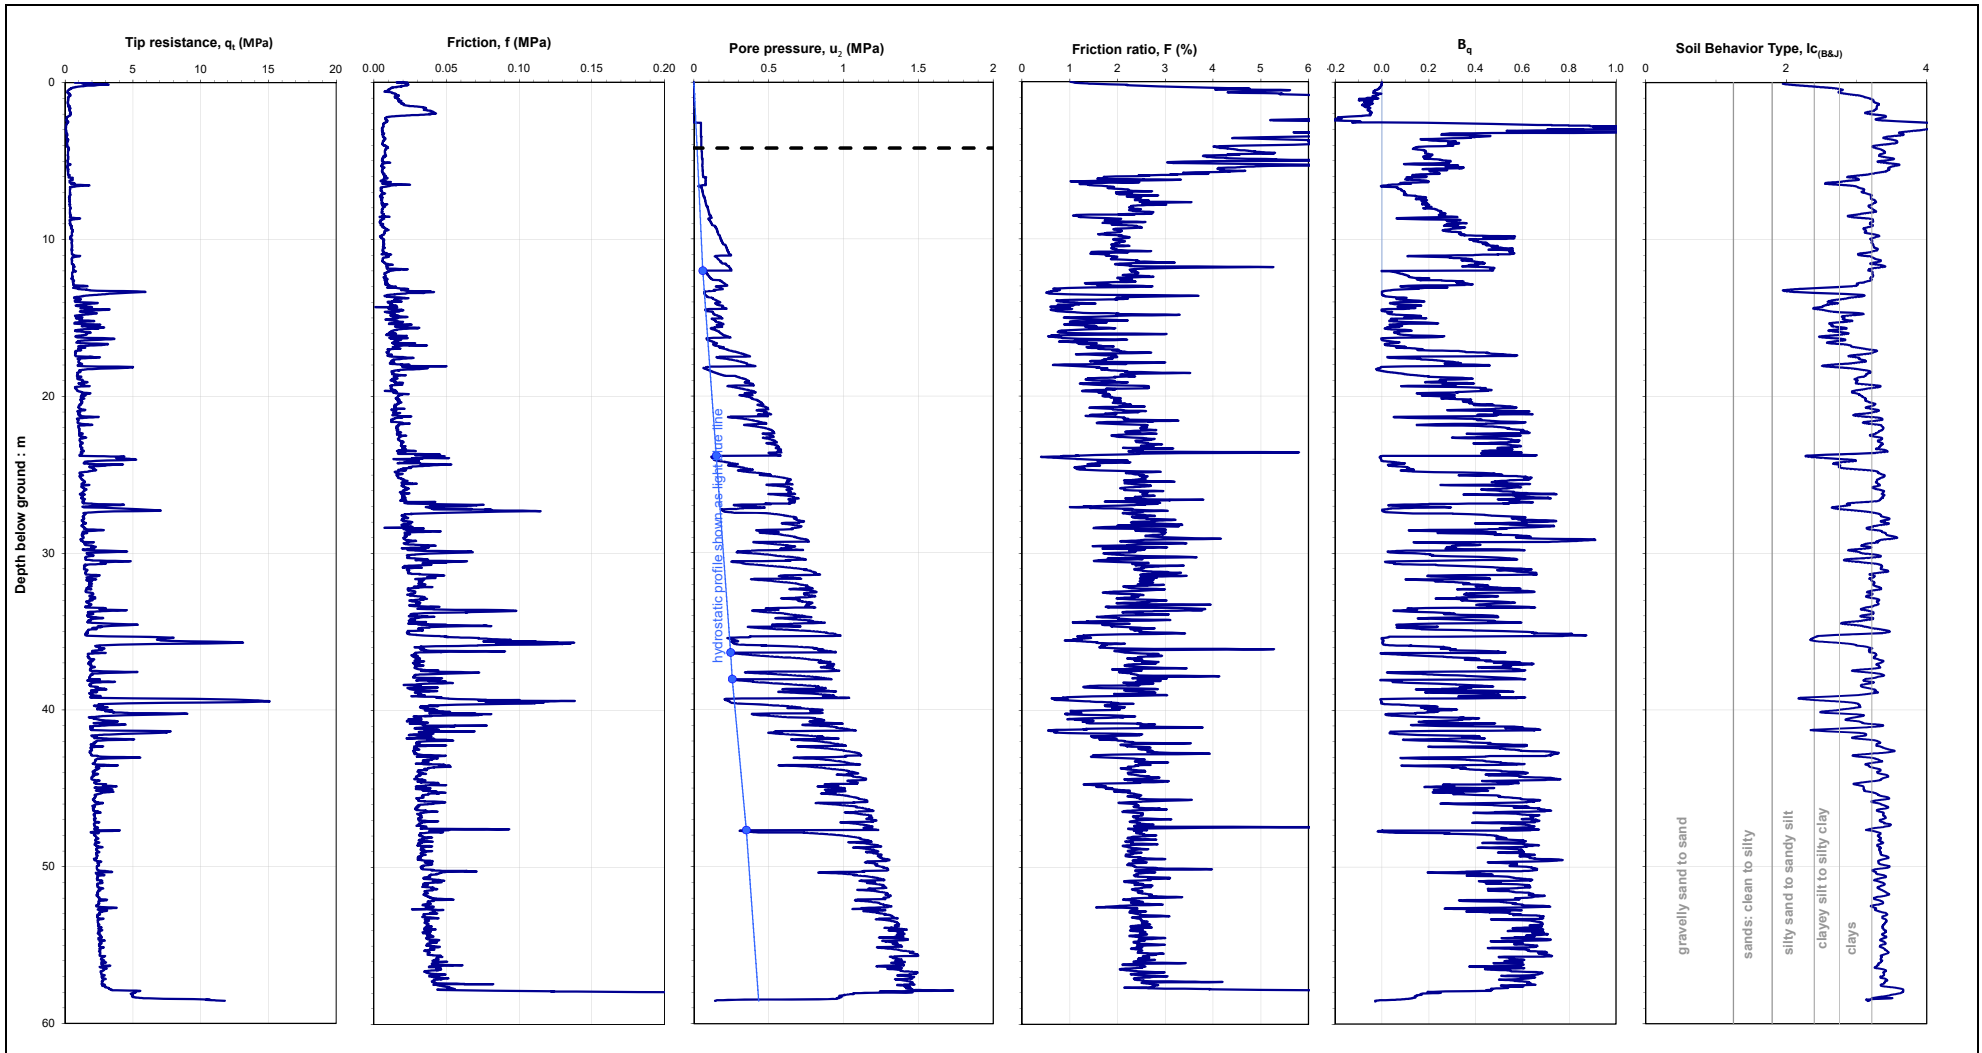 Tip resistance, qt (MPa)
Friction, f (MPa)
Pore pressure, u2 (MPa)
Friction ratio, F (%)
Bq
Soil Behavior Type, Ic(B&J)
0 5 10 15 20
0.00 0.05 0.10 0.15 0.20
0 0.5 1 1.5 2
0 1 2 3 4 5 6
-0.2 0.0 0.2 0.4 0.6 0.8 1.0
0 2 4
0
10
20
30
40
50
60
Depth below ground : m
hydrostatic profile shown as light blue line
gravelly sand to sand
sands: clean to silty
silty sand to sandy silt
clayey silt to silty clay
clays